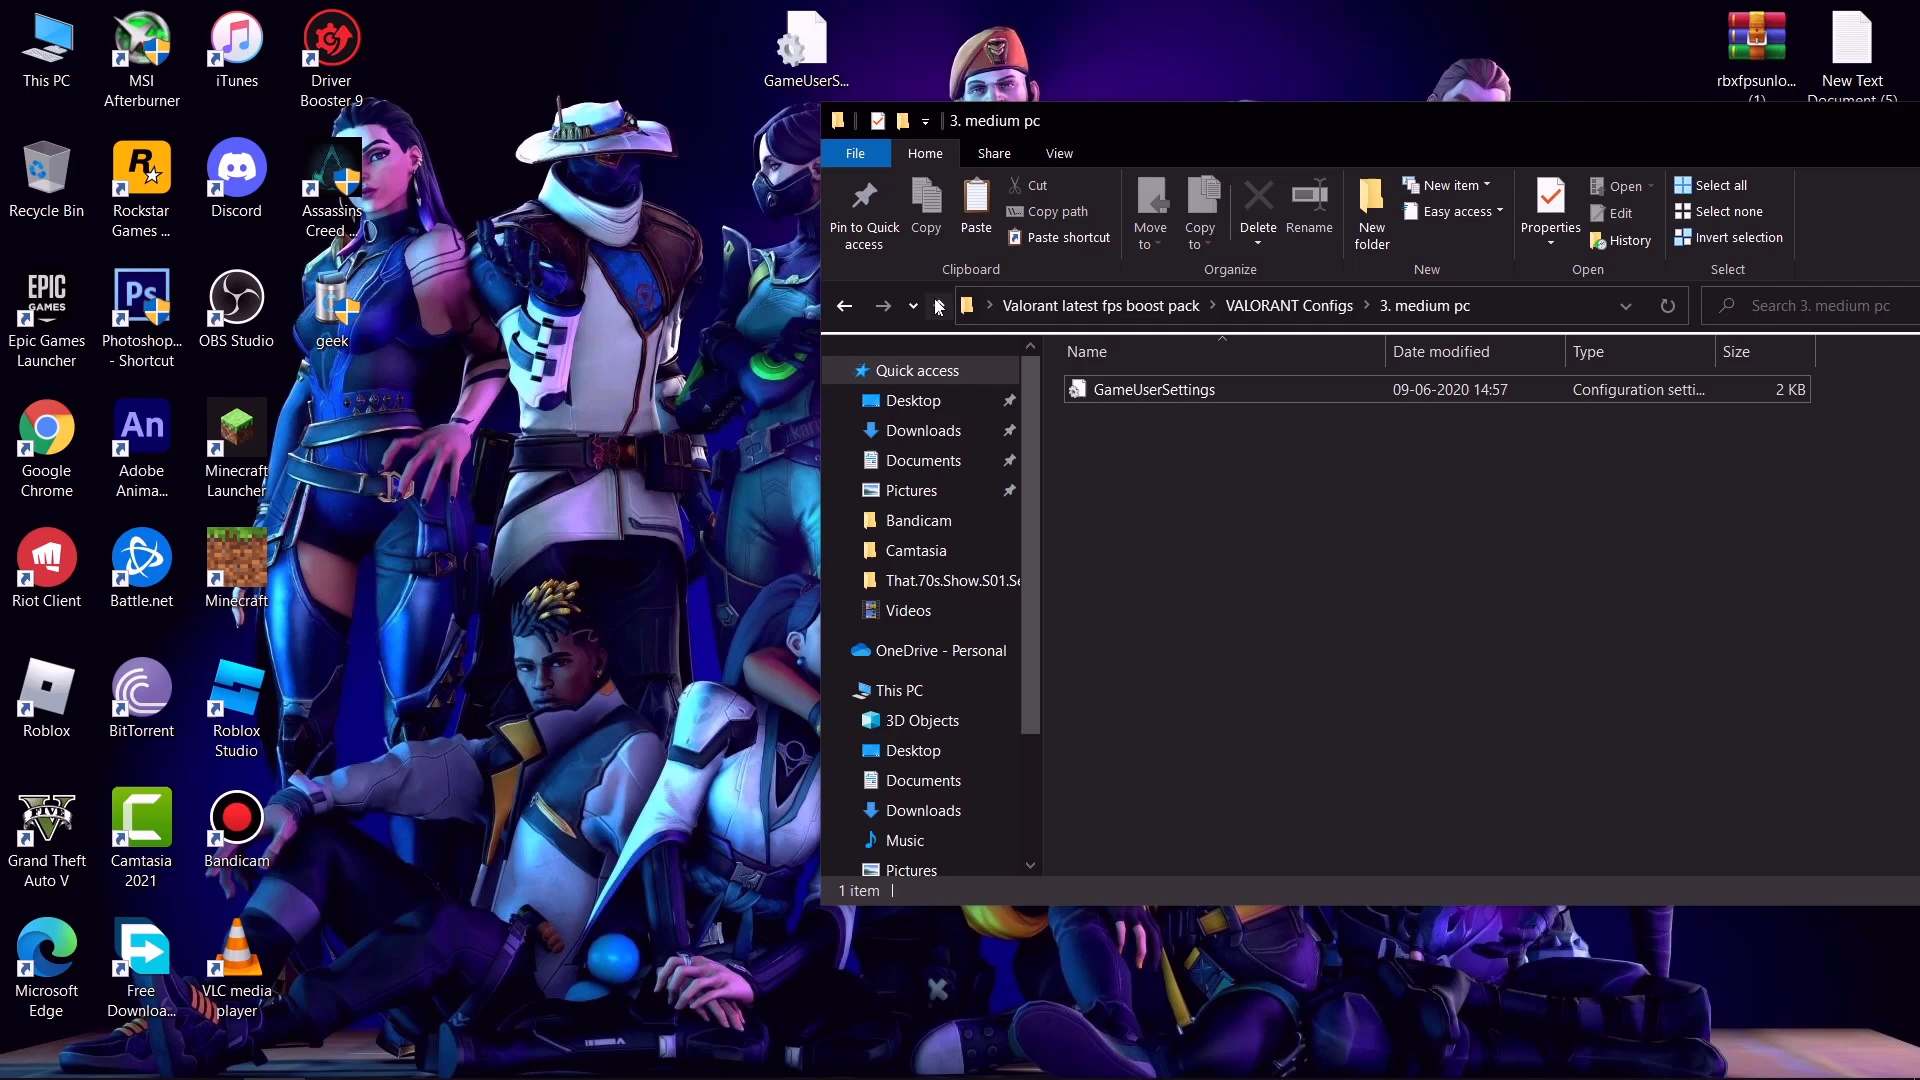 This PC
MSI
Afterburner
iTunes
Driver
Booster 9
GameUserS...
rbxfpsunlo...
(1)
New Text
Document (5)
Recycle Bin
Rockstar
Games ...
Discord
Assassins
Creed ...
EPIC
GAMES
Epic Games
Launcher
Ps
Photoshop...
- Shortcut
OBS Studio
geek
Google
Chrome
An
Adobe
Anima...
Minecraft
Launcher
Riot Client
Battle.net
Minecraft
Roblox
BitTorrent
Roblox
Studio
FIVE
Grand Theft
Auto V
Camtasia
2021
Bandicam
Microsoft
Edge
Free
Downloa...
VLC media
player
3. medium pc
File
Home
Share
View
Pin to Quick
access
Copy
Paste
Cut
Copy path
Paste shortcut
Clipboard
Move
to
Copy
to
Delete
Rename
Organize
New
folder
New item
Easy access
New
Properties
Open
Edit
History
Open
Select all
Select none
Invert selection
Select
Valorant latest fps boost pack
VALORANT Configs
3. medium pc
Search 3. medium pc
Name
Date modified
Type
Size
GameUserSettings
09-06-2020 14:57
Configuration setti...
2 KB
Quick access
Desktop
Downloads
Documents
Pictures
Bandicam
Camtasia
That.70s.Show.S01.Se
Videos
OneDrive - Personal
This PC
3D Objects
Desktop
Documents
Downloads
Music
Pictures
1 item